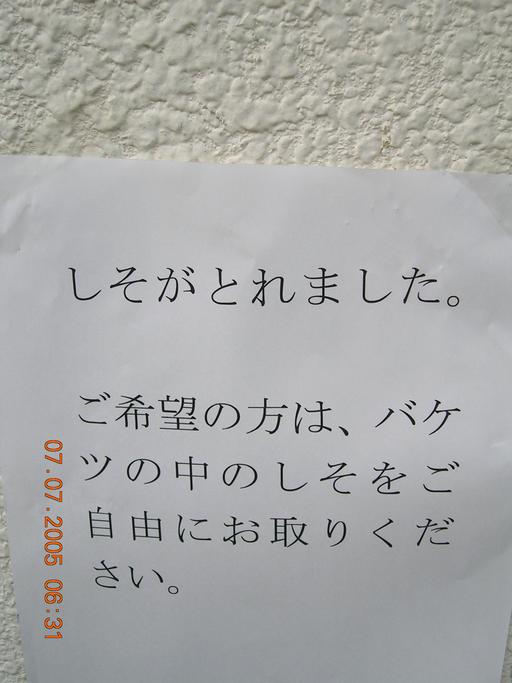 しそがとれました。
ご希望の方は、バケ
ツの中のしそをご
自由にお取りくだ
さい。
07.07.2005 06:31